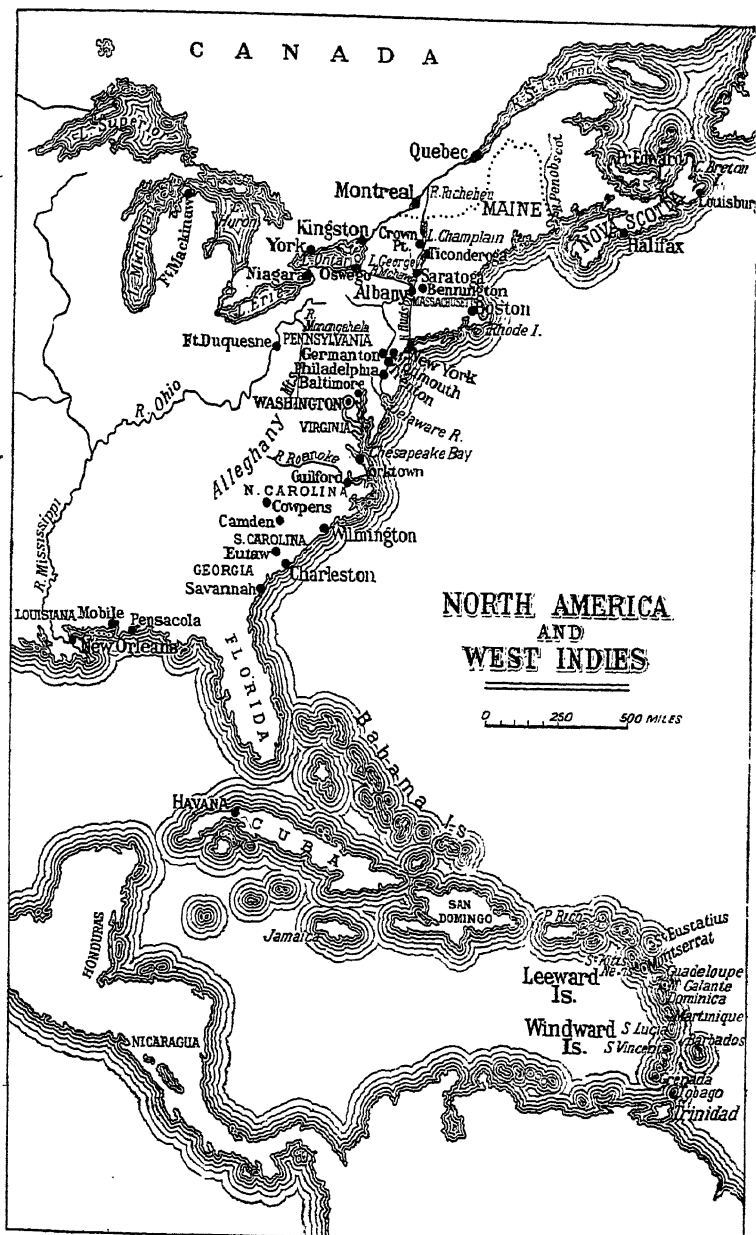 CANADA
L. Superior
R. St. Lawrence
Quebec
Pr. Edward
Breton
Louisburg
R. Penobscot
Montreal
R. Richelieu
MAINE
NOVA SCOTIA
Halifax
L. Michigan
Ft. Mackinaw
L. Huron
Kingston
York
Crown
Pt.
L. Champlain
Ticonderoga
L. Ontario
L. George
Niagara
Oswego
R. Mohawk
Saratoga
Bennington
Albany
MASSACHUSETS
Boston
L. Erie
Rhode I.
Ft. Duquesne
R.
Monongahela
PENNSYLVANIA
Germanton
New York
Philadelphia
Baltimore
WASHINGTON
VIRGINIA
Delaware R.
R. Ohio
Alleghany Mts
Chesapeake Bay
R. Roanoke
Yorktown
Guilford
N. CAROLINA
Cowpens
Camden
Wilmington
S. CAROLINA
Eutaw
Charleston
GEORGIA
Savannah
R. Mississippi
LOUISIANA
Mobile
Pensacola
New Orleans
FLORIDA
NORTH AMERICA
AND
WEST INDIES
0 250 500 MILES
Bahama Is.
HAVANA
CUBA
SAN
DOMINGO
Jamaica
P. Rico
S. Eustatius
S. Kitts
Montserrat
HONDURAS
Leeward
Is.
Guadeloupe
M. Galante
Dominica
Martinique
Windward
Is.
S Lucia
S Vincent
Barbados
NICARAGUA
Grenada
Tobago
Trinidad